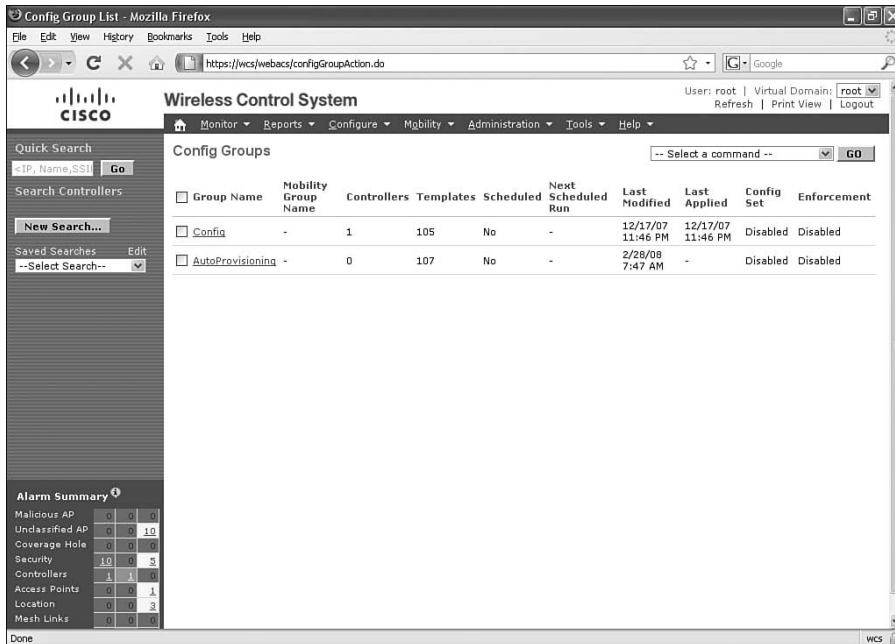 Config Group List - Mozilla Firefox
File Edit View History Bookmarks Tools Help
https://wcs/webacs/configGroupAction.do
G Google
CISCO
Wireless Control System
User: root | Virtual Domain: root
Refresh | Print View | Logout
Monitor Reports Configure Mobility Administration Tools Help
Quick Search
<IP, Name,SSI Go
Search Controllers
New Search...
Saved Searches Edit
--Select Search--
Config Groups
-- Select a command -- GO
Group Name Mobility Group Name Controllers Templates Scheduled Next Scheduled Run Last Modified Last Applied Config Set Enforcement
Config - 1 105 No - 12/17/07 11:46 PM 12/17/07 11:46 PM Disabled Disabled
AutoProvisioning - 0 107 No - 2/28/08 7:47 AM - Disabled Disabled
Alarm Summary
Malicious AP 0 0 0
Unclassified AP 0 0 10
Coverage Hole 0 0 0
Security 10 0 5
Controllers 1 1 0
Access Points 0 0 1
Location 0 0 3
Mesh Links 0 0 0
Done
wcs